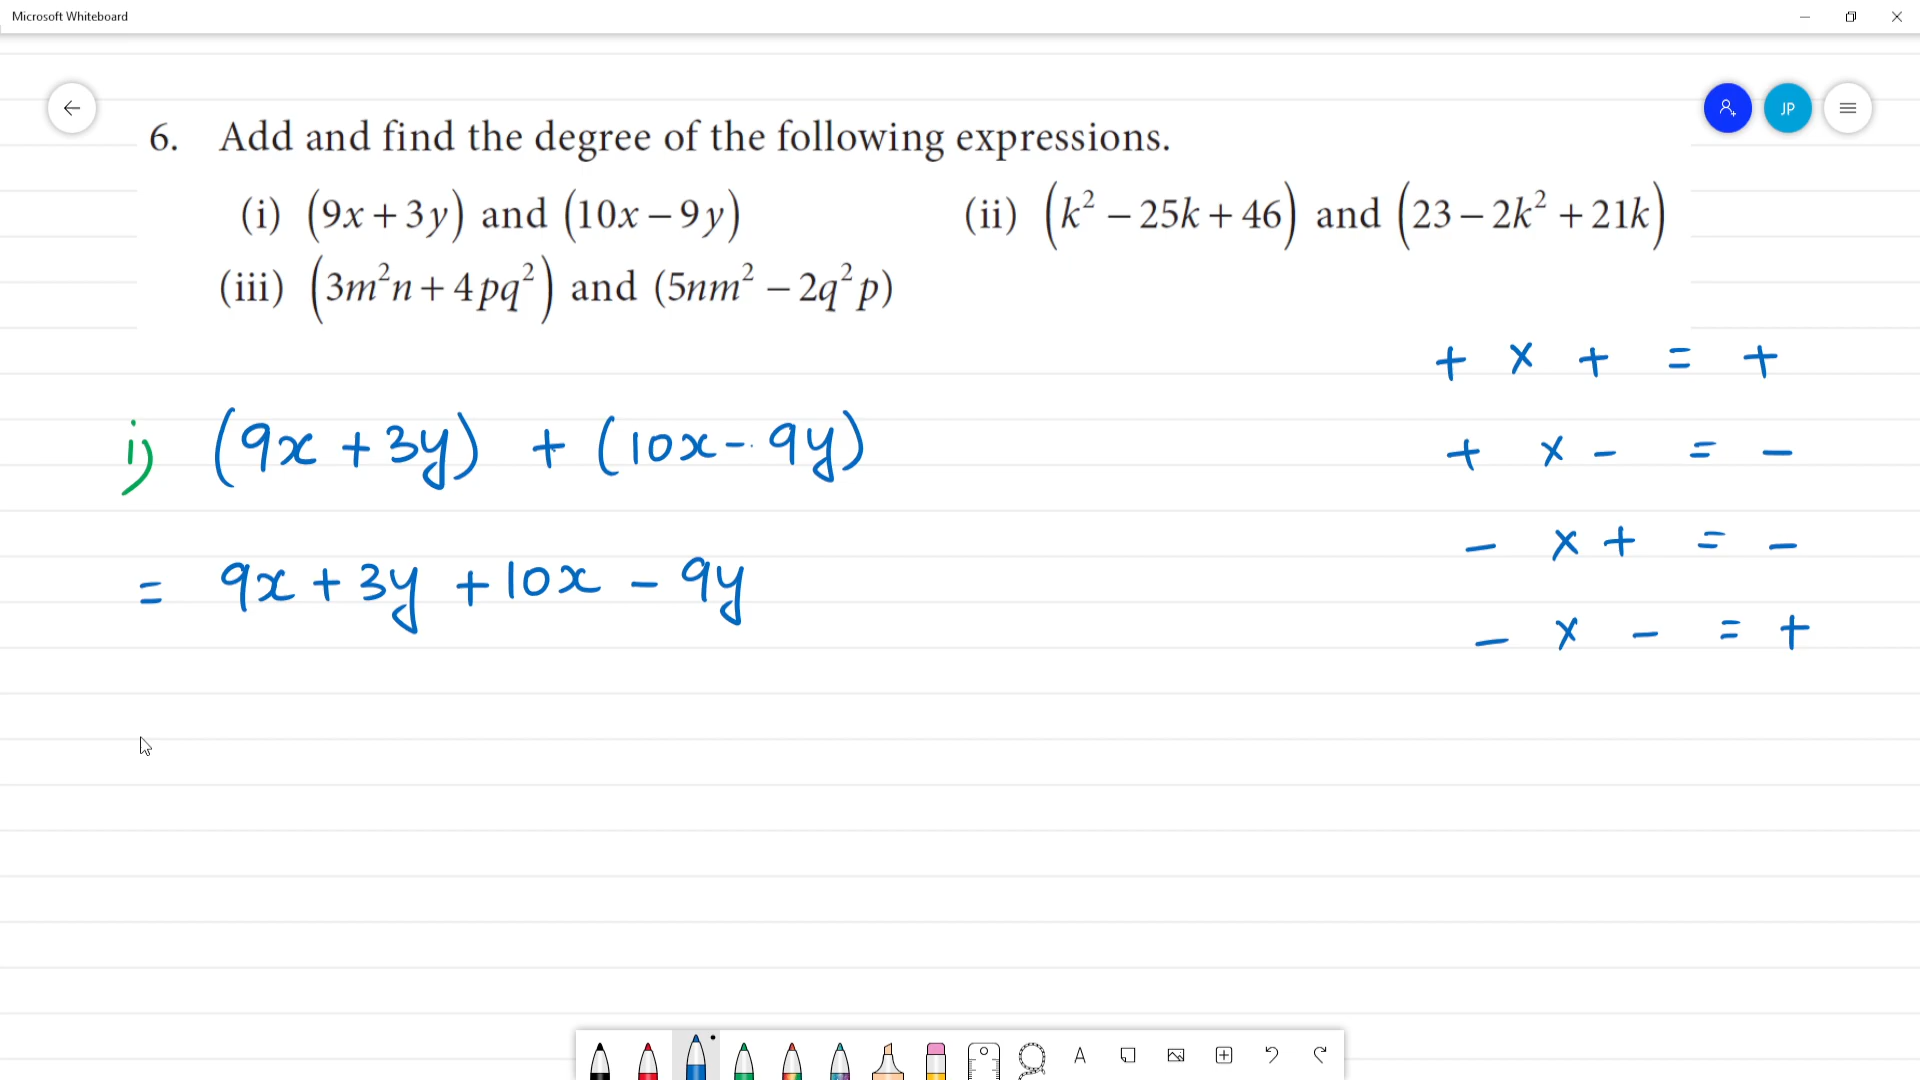 Microsoft Whiteboard
JP
6. Add and find the degree of the following expressions.
(i) (9x + 3y) and (10x − 9y) (ii) (k² − 25k + 46) and (23 − 2k² + 21k)
(iii) (3m²n + 4pq²) and (5nm² − 2q²p)
+ × + = +
i) (9x + 3y) + (10x − 9y)
+ × − = −
− × + = −
= 9x + 3y + 10x − 9y
− × − = +
A